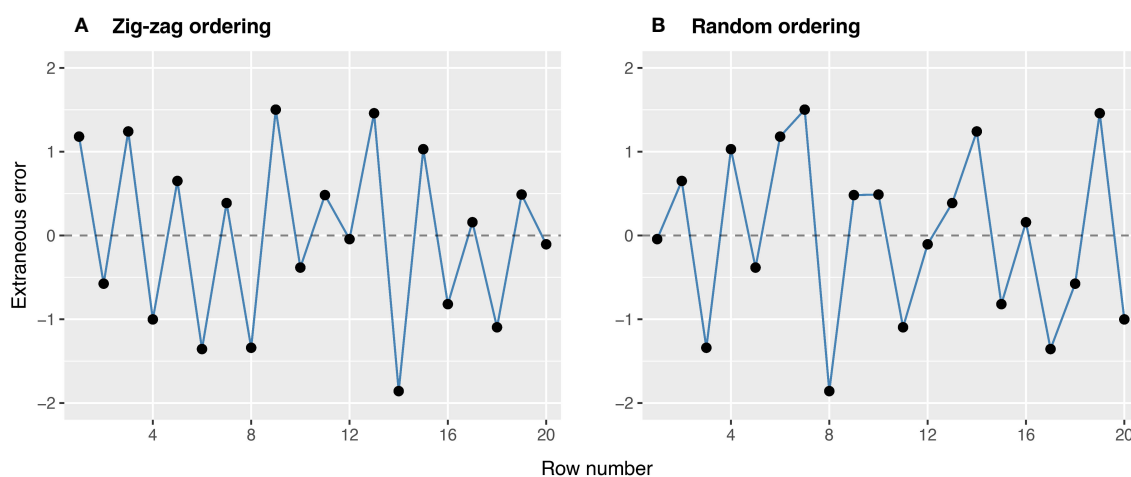 A Zig-zag ordering
B Random ordering
Extraneous error
2
1
0
−1
−2
4 8 12 16 20
2
1
0
−1
−2
4 8 12 16 20
Row number